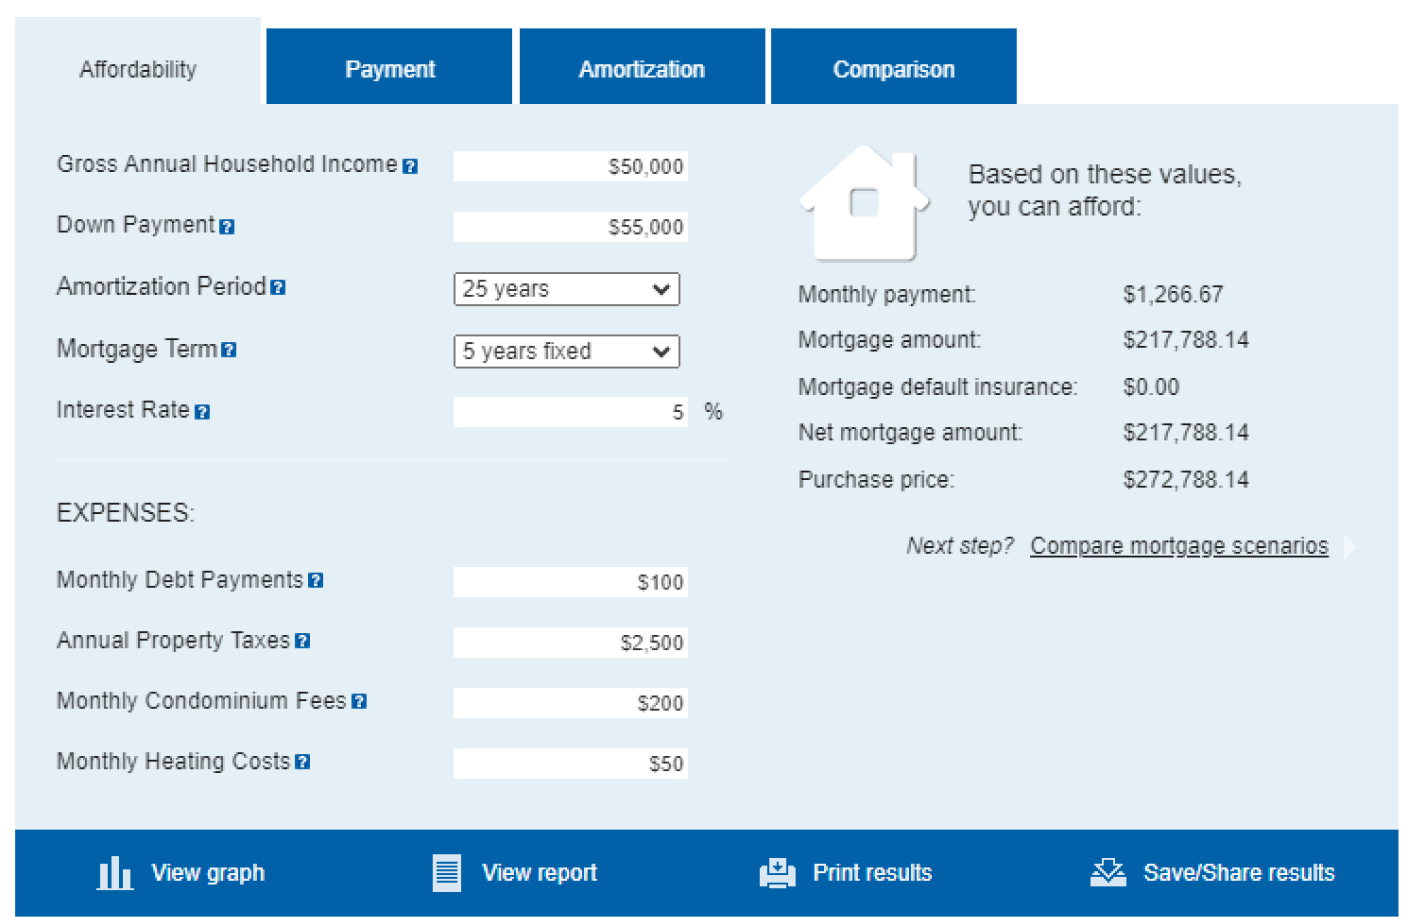 Affordability
Payment
Amortization
Comparison
Gross Annual Household Income ?
$50,000
Down Payment ?
$55,000
Amortization Period ?
25 years
Mortgage Term ?
5 years fixed
Interest Rate ?
5 %
EXPENSES:
Monthly Debt Payments ?
$100
Annual Property Taxes ?
$2,500
Monthly Condominium Fees ?
$200
Monthly Heating Costs ?
$50
Based on these values,
you can afford:
Monthly payment: $1,266.67
Mortgage amount: $217,788.14
Mortgage default insurance: $0.00
Net mortgage amount: $217,788.14
Purchase price: $272,788.14
Next step? Compare mortgage scenarios
View graph
View report
Print results
Save/Share results